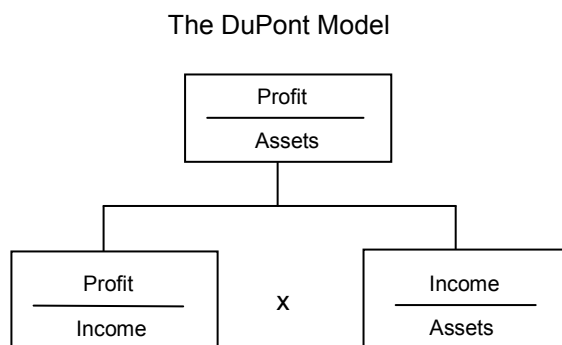 The DuPont Model
Profit
Assets
Profit
Income
x
Income
Assets